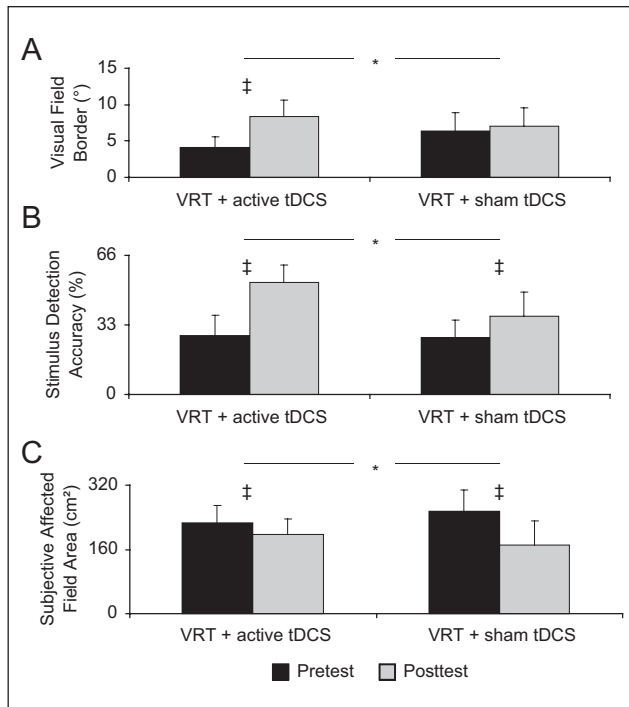 A
Visual Field
Border (°)
15
10
5
0
*
‡
VRT + active tDCS
VRT + sham tDCS
B
Stimulus Detection
Accuracy (%)
66
33
0
*
‡
‡
VRT + active tDCS
VRT + sham tDCS
C
Subjective Affected
Field Area (cm²)
320
160
0
*
‡
‡
VRT + active tDCS
VRT + sham tDCS
Pretest
Posttest